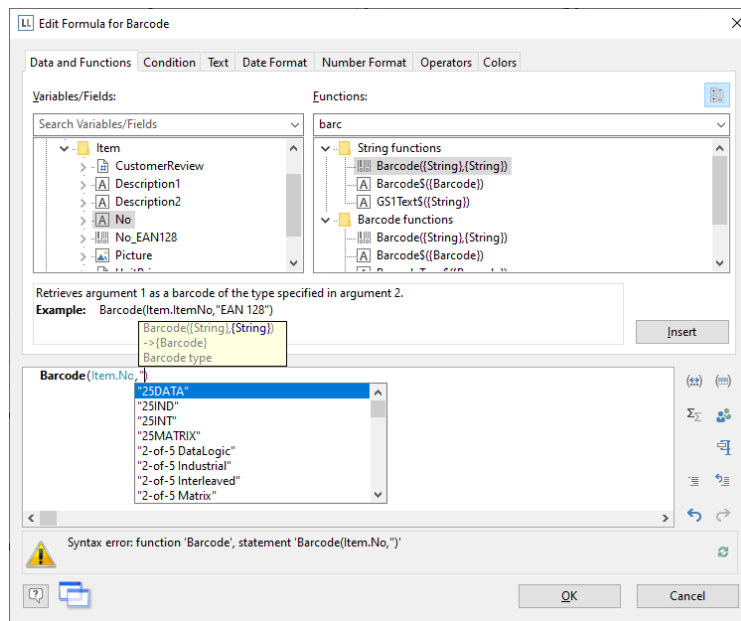 LL Edit Formula for Barcode
Data and Functions Condition Text Date Format Number Format Operators Colors
Variables/Fields:
Functions:
Search Variables/Fields
barc
Item
CustomerReview
A Description1
A Description2
A No
No_EAN128
Picture
String functions
Barcode({String},{String})
A Barcode$({Barcode})
A GS1Text$({String})
Barcode functions
Barcode({String},{String})
A Barcode$({Barcode})
Retrieves argument 1 as a barcode of the type specified in argument 2.
Example: Barcode(Item.ItemNo,"EAN 128")
Insert
Barcode({String},{String})
->{Barcode}
Barcode type
Barcode(Item.No,")
"25DATA"
"25IND"
"25INT"
"25MATRIX"
"2-of-5 DataLogic"
"2-of-5 Industrial"
"2-of-5 Interleaved"
"2-of-5 Matrix"
Syntax error: function 'Barcode', statement 'Barcode(Item.No,")'
OK Cancel